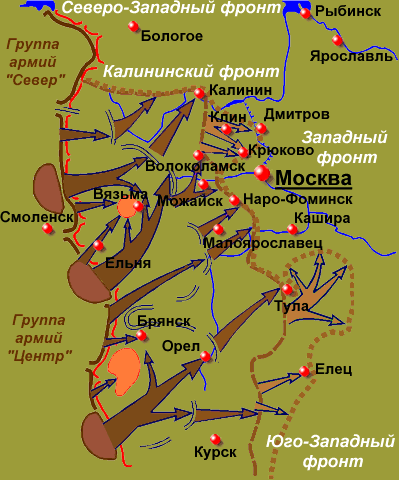 Северо-Западный фронт
Рыбинск
Бологое
Группа
армий
"Север"
Ярославль
Калининский фронт
Калинин
Клин
Дмитров
Западный
фронт
Крюково
Волоколамск
Москва
Вязьма
Можайск
Наро-Фоминск
Смоленск
Кашира
Малоярославец
Ельня
Тула
Группа
армий
"Центр"
Брянск
Орел
Елец
Курск
Юго-Западный
фронт